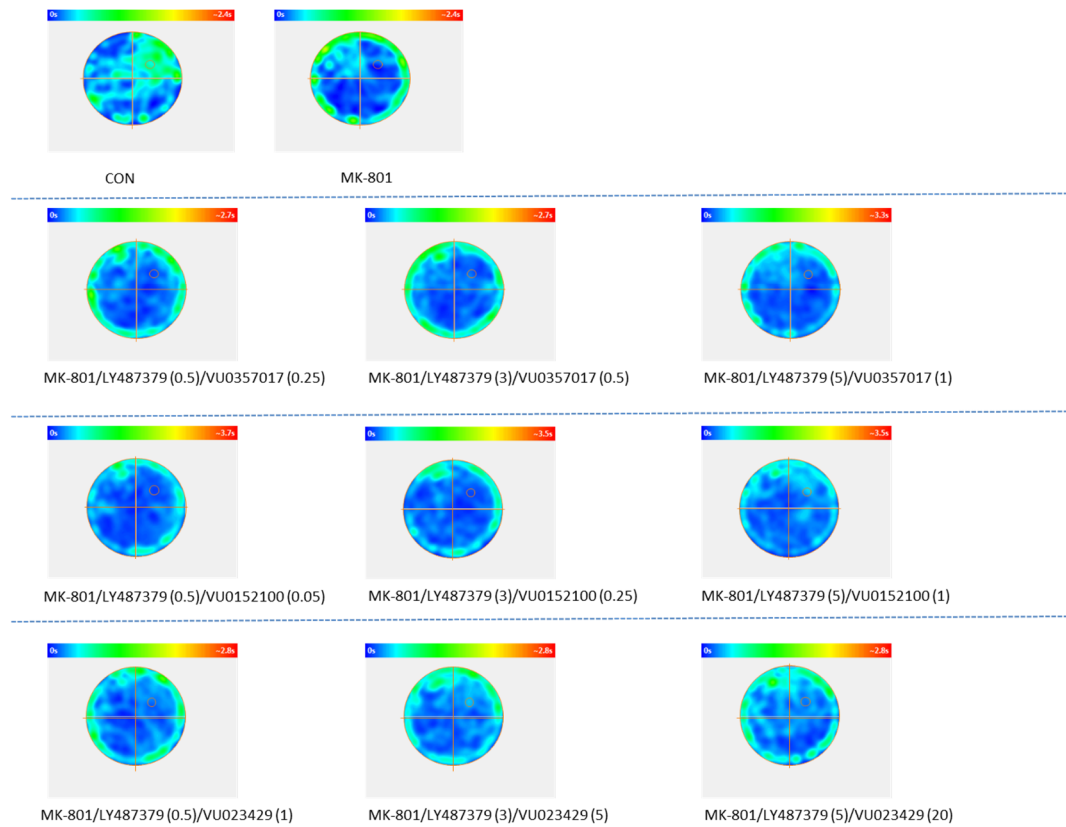 0s ~2.4s 0s ~2.4s
CON MK-801
0s ~2.7s 0s ~2.7s 0s ~3.3s
MK-801/LY487379 (0.5)/VU0357017 (0.25) MK-801/LY487379 (3)/VU0357017 (0.5) MK-801/LY487379 (5)/VU0357017 (1)
0s ~3.7s 0s ~3.5s 0s ~3.5s
MK-801/LY487379 (0.5)/VU0152100 (0.05) MK-801/LY487379 (3)/VU0152100 (0.25) MK-801/LY487379 (5)/VU0152100 (1)
0s ~2.8s 0s ~2.8s 0s ~2.8s
MK-801/LY487379 (0.5)/VU023429 (1) MK-801/LY487379 (3)/VU023429 (5) MK-801/LY487379 (5)/VU023429 (20)